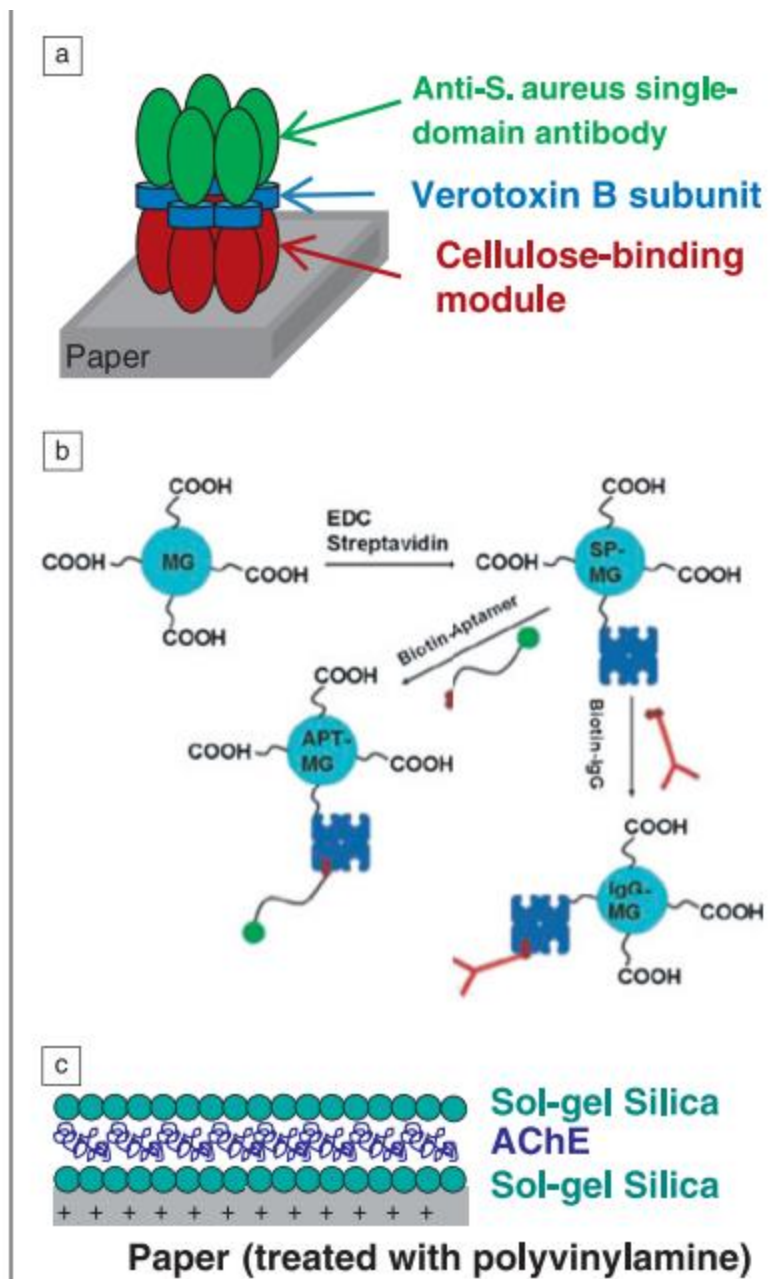 a
Anti-S. aureus single-
domain antibody
Verotoxin B subunit
Cellulose-binding
module
Paper
b
COOH
COOH
MG
COOH
COOH
EDC
Streptavidin
COOH
COOH
SP-
MG
COOH
Biotin-Aptamer
Biotin-IgG
COOH
COOH
APT-
MG
COOH
COOH
IgG-
MG
COOH
COOH
c
Sol-gel Silica
AChE
Sol-gel Silica
+ + + + + + + + + + + +
Paper (treated with polyvinylamine)